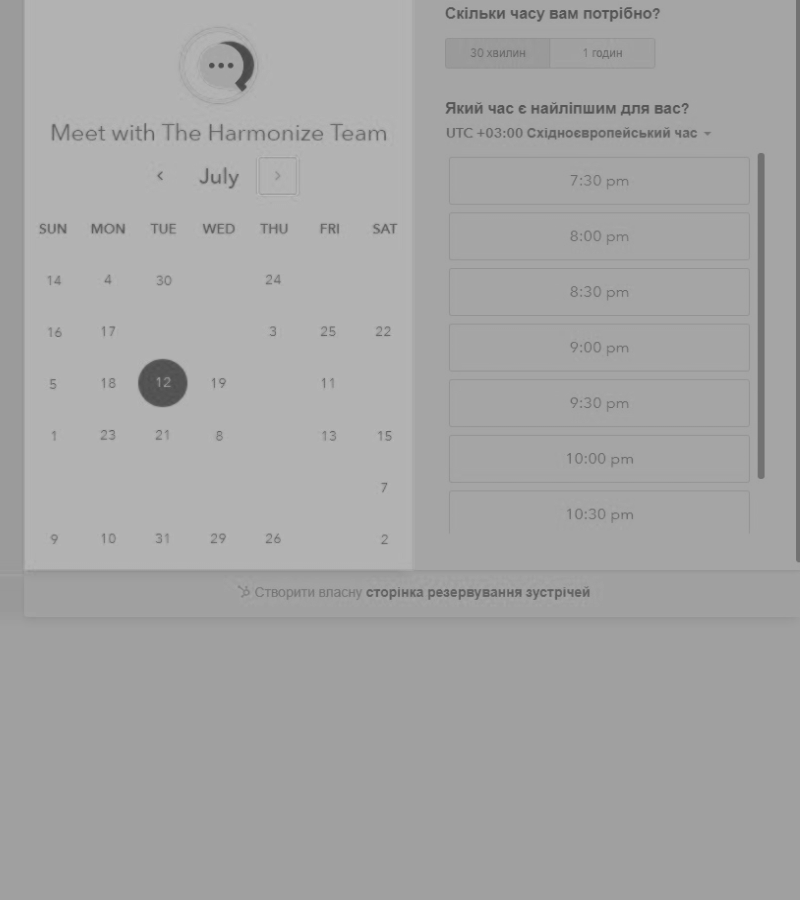 Meet with The Harmonize Team
July
SUN MON TUE WED THU FRI SAT
14 4 30 24
16 17 3 25 22
5 18 12 19 11
1 23 21 8 13 15
7
9 10 31 29 26 2
Скільки часу вам потрібно?
30 хвилин 1 годин
Який час є найліпшим для вас?
UTC +03:00 Східноєвропейський час
7:30 pm
8:00 pm
8:30 pm
9:00 pm
9:30 pm
10:00 pm
10:30 pm
Створити власну сторінка резервування зустрічей